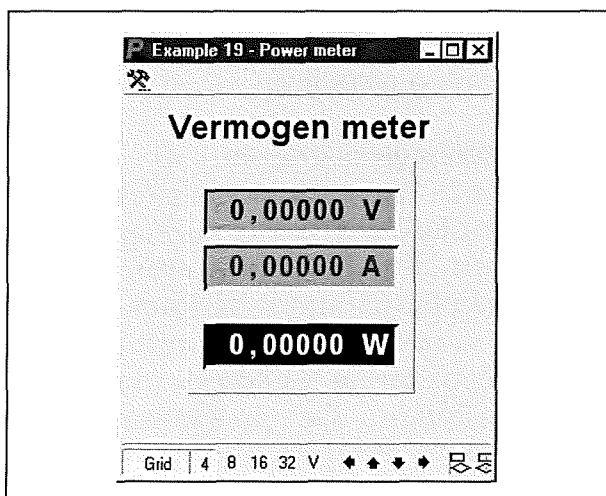 Example 19 - Power meter
Vermogen meter
0,00000 V
0,00000 A
0,00000 W
Grid 4 8 16 32 V